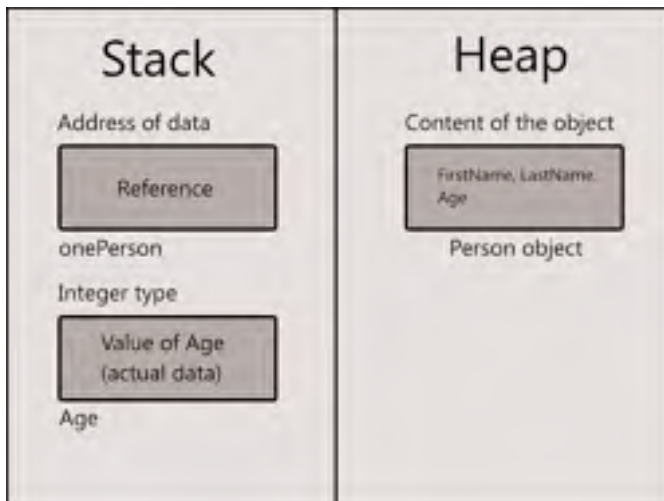 Stack
Address of data
Reference
onePerson
Integer type
Value of Age
(actual data)
Age
Heap
Content of the object
FirstName, LastName,
Age
Person object